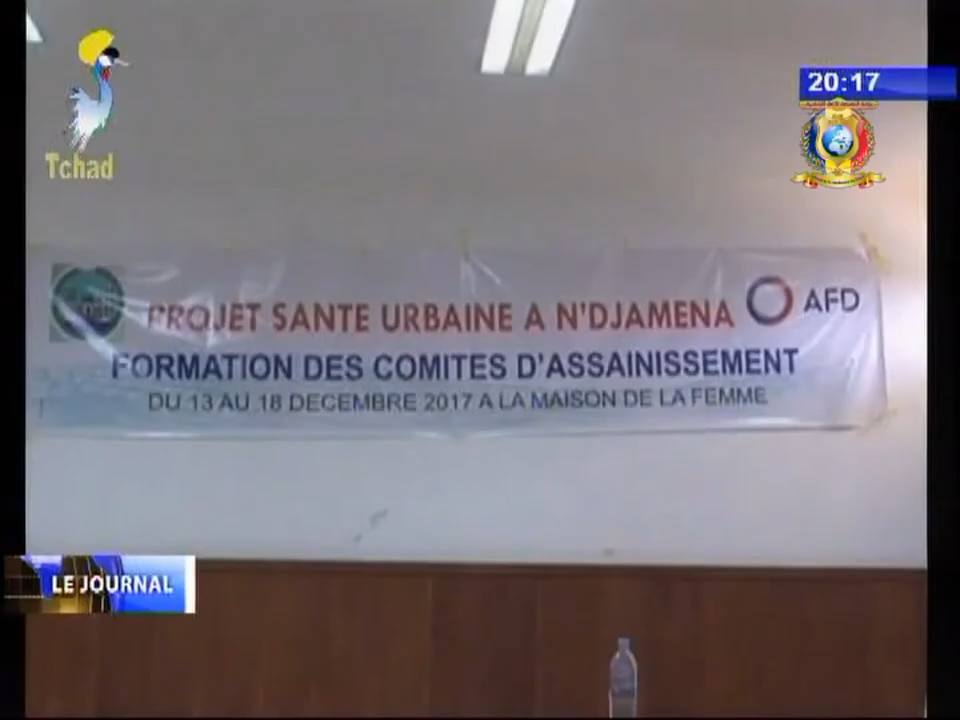 20:17
Tchad
PROJET SANTE URBAINE A N'DJAMENA
AFD
FORMATION DES COMITES D'ASSAINISSEMENT
DU 13 AU 18 DECEMBRE 2017 A LA MAISON DE LA FEMME
LE JOURNAL